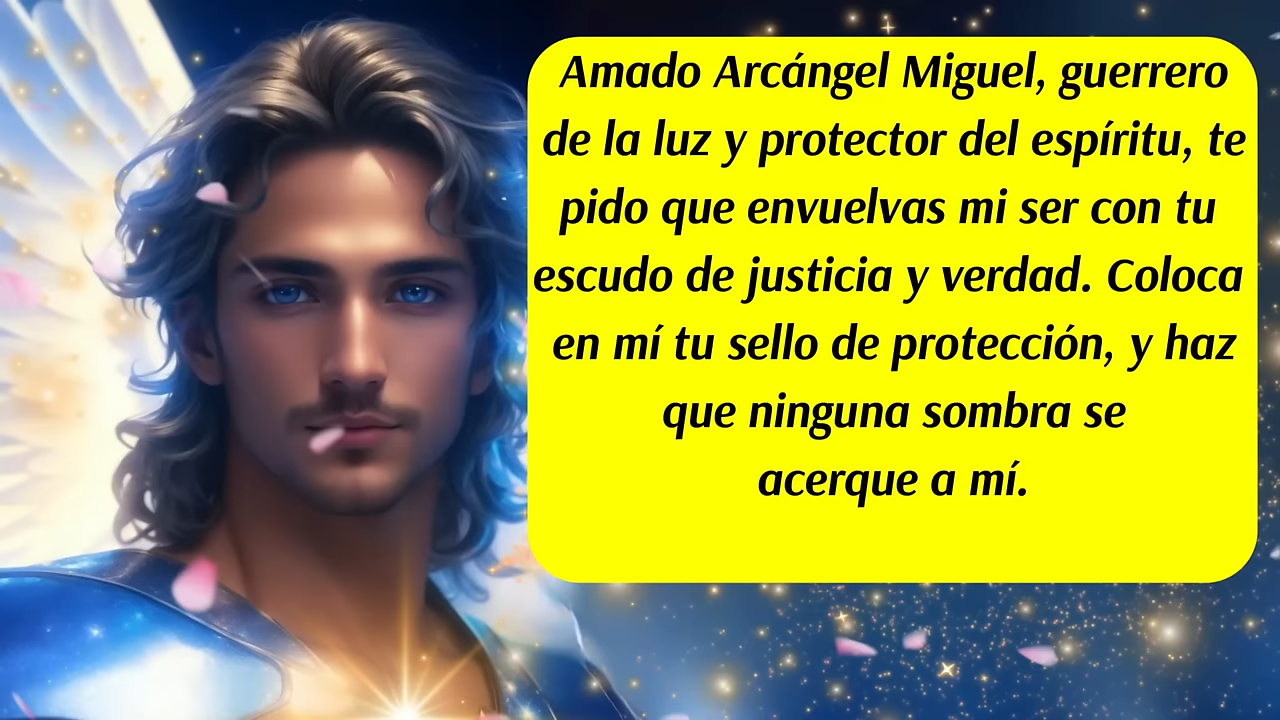 Amado Arcángel Miguel, guerrero
de la luz y protector del espíritu, te
pido que envuelvas mi ser con tu
escudo de justicia y verdad. Coloca
en mí tu sello de protección, y haz
que ninguna sombra se
acerque a mí.